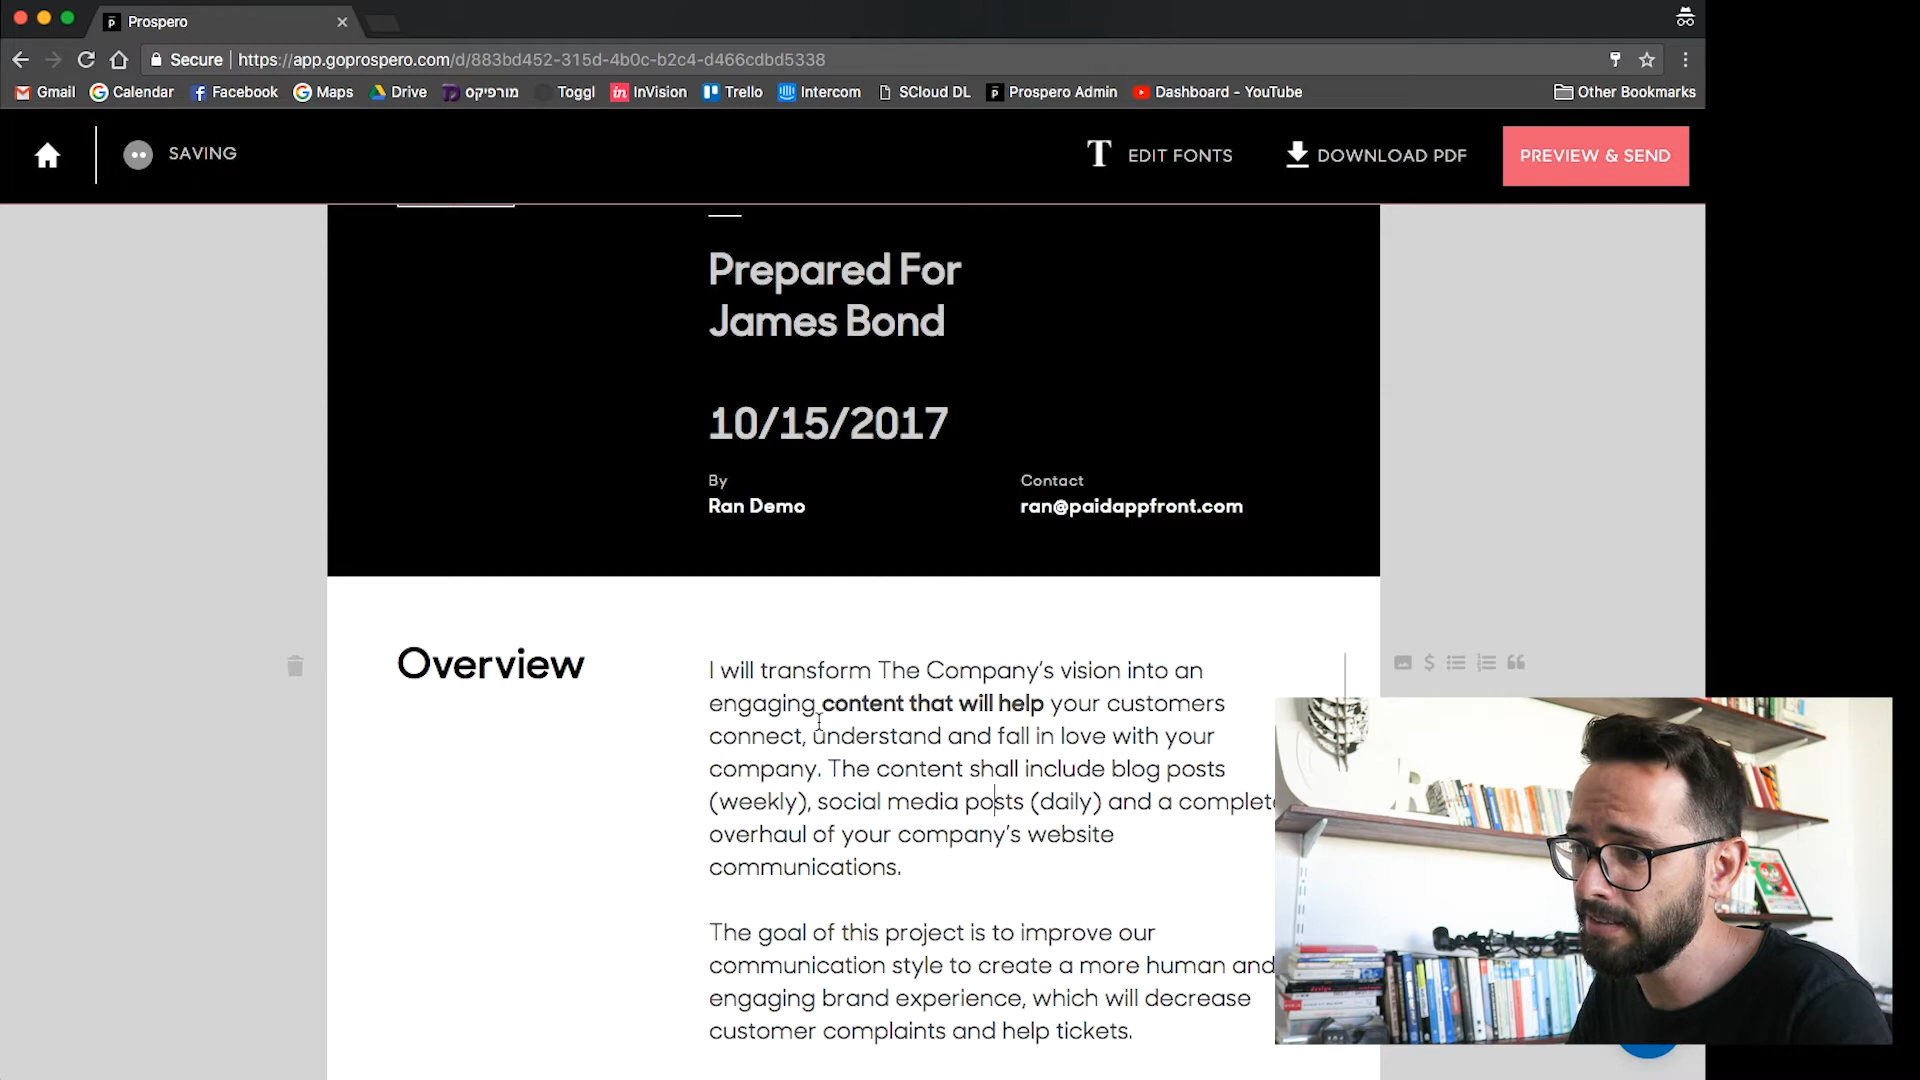 Prospero
Secure
https://app.goprospero.com/d/883bd452-315d-4b0c-b2c4-d466cdbd5338
Gmail
Calendar
Facebook
Maps
Drive
מורפיקס
Toggl
InVision
Trello
Intercom
SCloud DL
Prospero Admin
Dashboard - YouTube
Other Bookmarks
SAVING
EDIT FONTS
DOWNLOAD PDF
PREVIEW & SEND
Prepared For
James Bond
10/15/2017
By
Contact
Ran Demo
ran@paidappfront.com
Overview
I will transform The Company's vision into an
engaging content that will help your customers
connect, understand and fall in love with your
company. The content shall include blog posts
(weekly), social media posts (daily) and a complete
overhaul of your company's website
communications.
The goal of this project is to improve our
communication style to create a more human and
engaging brand experience, which will decrease
customer complaints and help tickets.